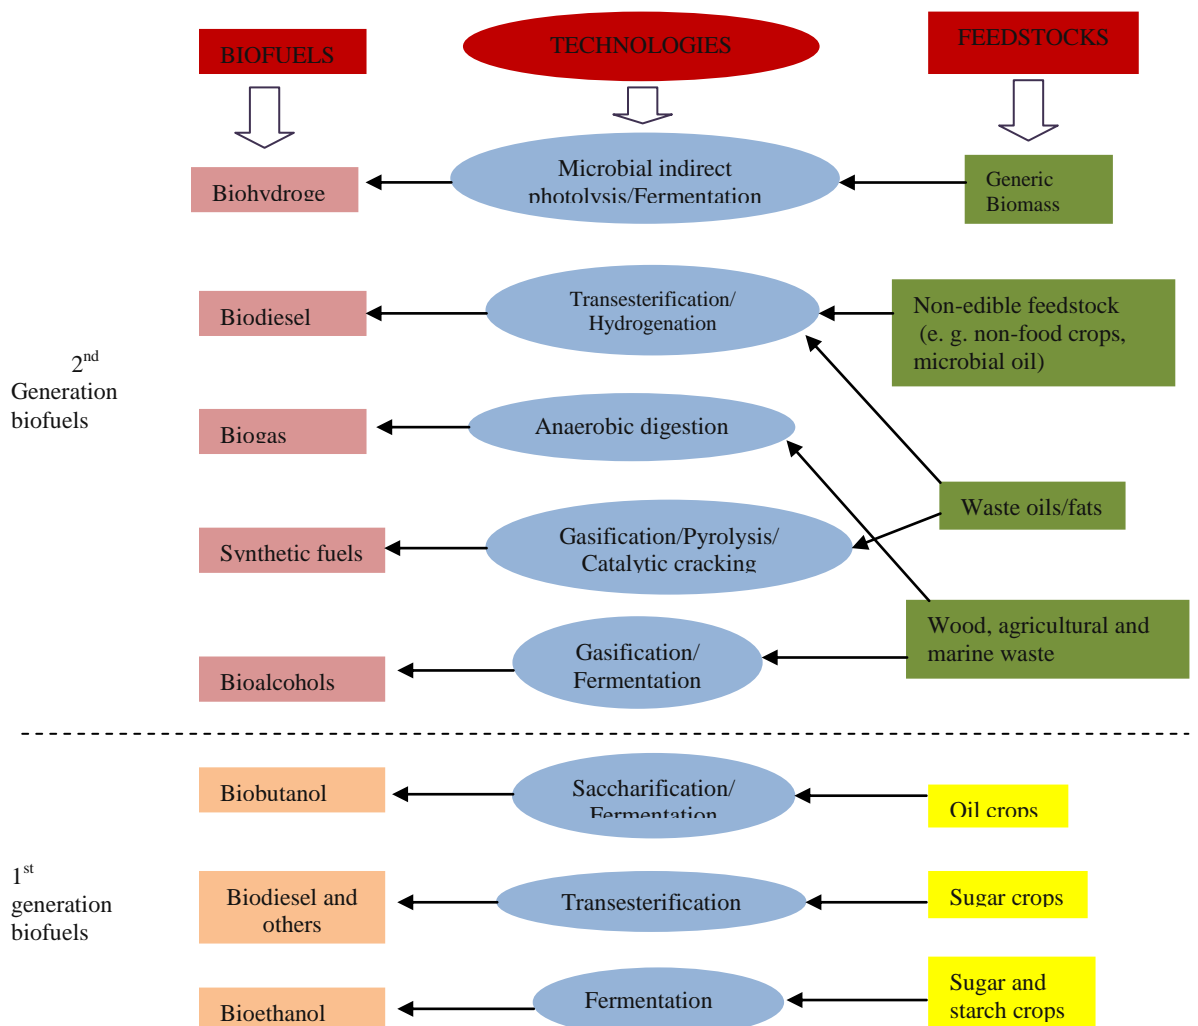 BIOFUELS
TECHNOLOGIES
FEEDSTOCKS
Biohydroge
Microbial indirect
photolysis/Fermentation
Generic
Biomass
2nd
Generation
biofuels
Biodiesel
Transesterification/
Hydrogenation
Non-edible feedstock
(e. g. non-food crops,
microbial oil)
Biogas
Anaerobic digestion
Waste oils/fats
Synthetic fuels
Gasification/Pyrolysis/
Catalytic cracking
Wood, agricultural and
marine waste
Bioalcohols
Gasification/
Fermentation
1st
generation
biofuels
Biobutanol
Saccharification/
Fermentation
Oil crops
Biodiesel and
others
Transesterification
Sugar crops
Bioethanol
Fermentation
Sugar and
starch crops